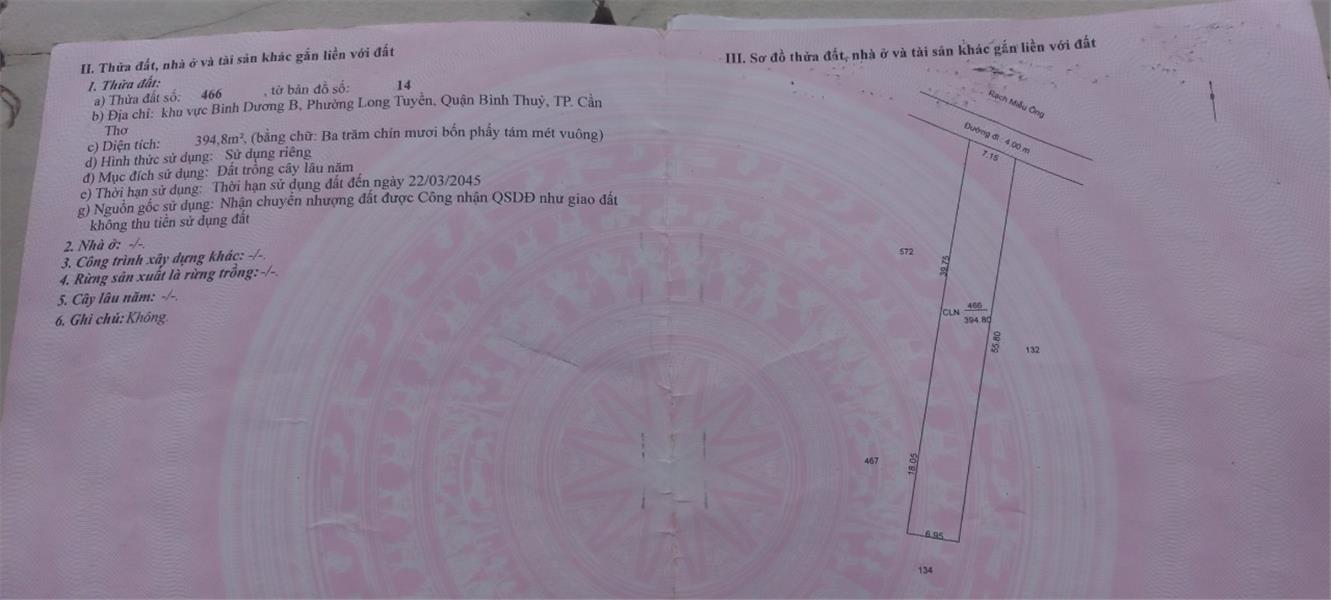 II. Thửa đất, nhà ở và tài sản khác gắn liền với đất
1. Thửa đất:
a) Thửa đất số: 466 , tờ bản đồ số: 14
b) Địa chỉ: khu vực Bình Dương B, Phường Long Tuyền, Quận Bình Thuỷ, TP. Cần
Thơ
c) Diện tích: 394,8m², (bằng chữ: Ba trăm chín mươi bốn phẩy tám mét vuông)
d) Hình thức sử dụng: Sử dụng riêng
đ) Mục đích sử dụng: Đất trồng cây lâu năm
e) Thời hạn sử dụng: Thời hạn sử dụng đất đến ngày 22/03/2045
g) Nguồn gốc sử dụng: Nhận chuyển nhượng đất được Công nhận QSDĐ như giao đất
không thu tiền sử dụng đất
2. Nhà ở: -/-.
3. Công trình xây dựng khác: -/-.
4. Rừng sản xuất là rừng trồng: -/-.
5. Cây lâu năm: -/-.
6. Ghi chú: Không.
III. Sơ đồ thửa đất, nhà ở và tài sản khác gắn liền với đất
Rạch Miễu Ông
Đường đi - 4.00 m
7.15
572
39.75
CLN 466
394.80
55.80
132
467
18.05
6.95
134